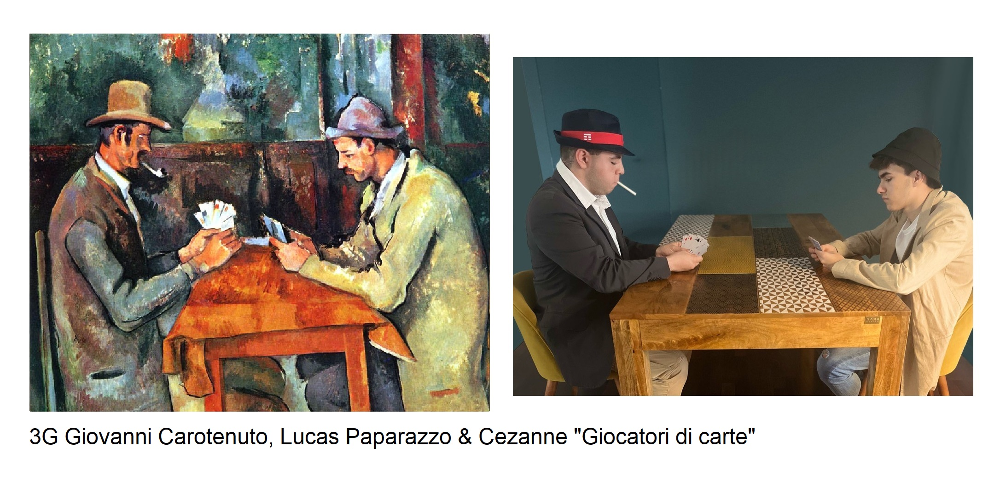 3G Giovanni Carotenuto, Lucas Paparazzo & Cezanne "Giocatori di carte"